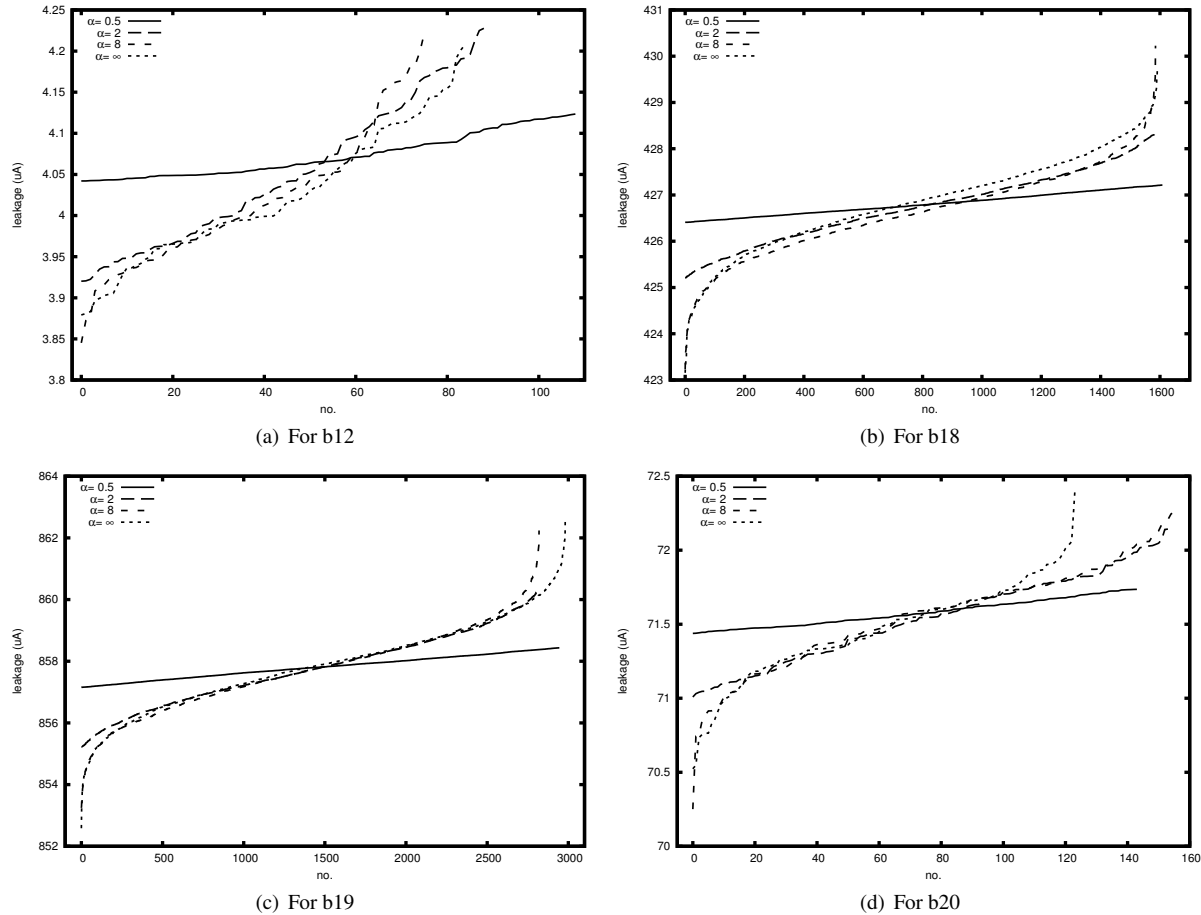 4.25
4.2
4.15
4.1
4.05
4
3.95
3.9
3.85
3.8
leakage (uA)
α= 0.5
α= 2
α= 8
α= ∞
0 20 40 60 80 100
no.
(a) For b12
431
430
429
428
427
426
425
424
423
leakage (uA)
α= 0.5
α= 2
α= 8
α= ∞
0 200 400 600 800 1000 1200 1400 1600
no.
(b) For b18
864
862
860
858
856
854
852
leakage (uA)
α= 0.5
α= 2
α= 8
α= ∞
0 500 1000 1500 2000 2500 3000
no.
(c) For b19
72.5
72
71.5
71
70.5
70
leakage (uA)
α= 0.5
α= 2
α= 8
α= ∞
0 20 40 60 80 100 120 140 160
no.
(d) For b20